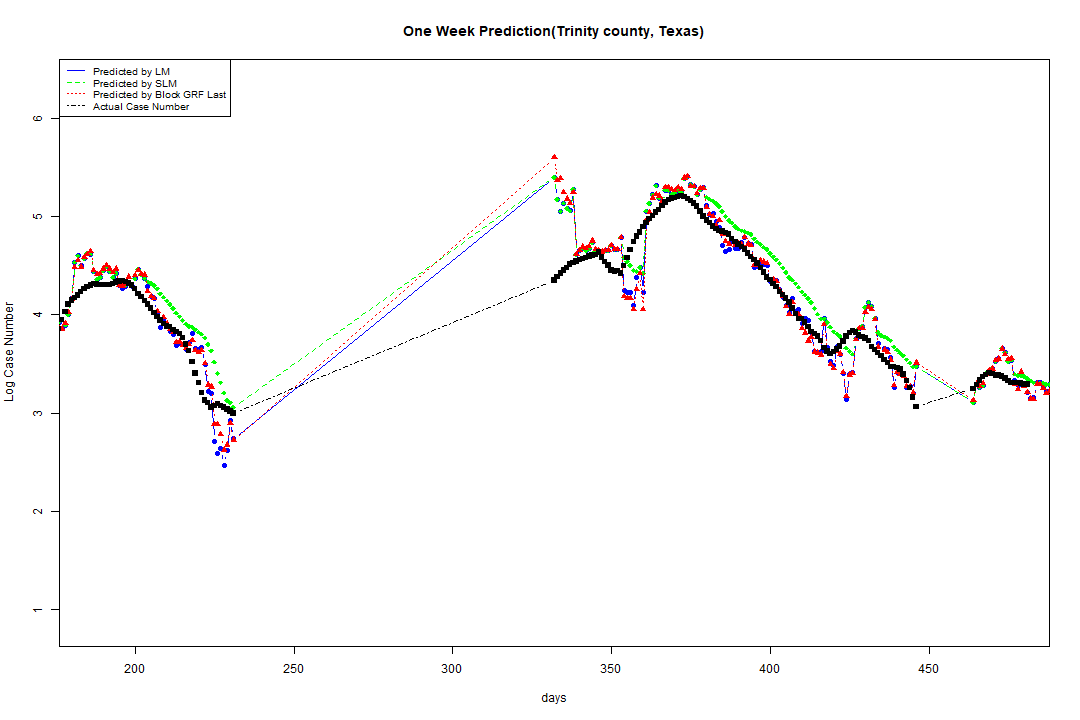 One Week Prediction(Trinity county, Texas)
Predicted by LM
Predicted by SLM
Predicted by Block GRF Last
Actual Case Number
6
5
4
3
2
1
Log Case Number
200 250 300 350 400 450
days